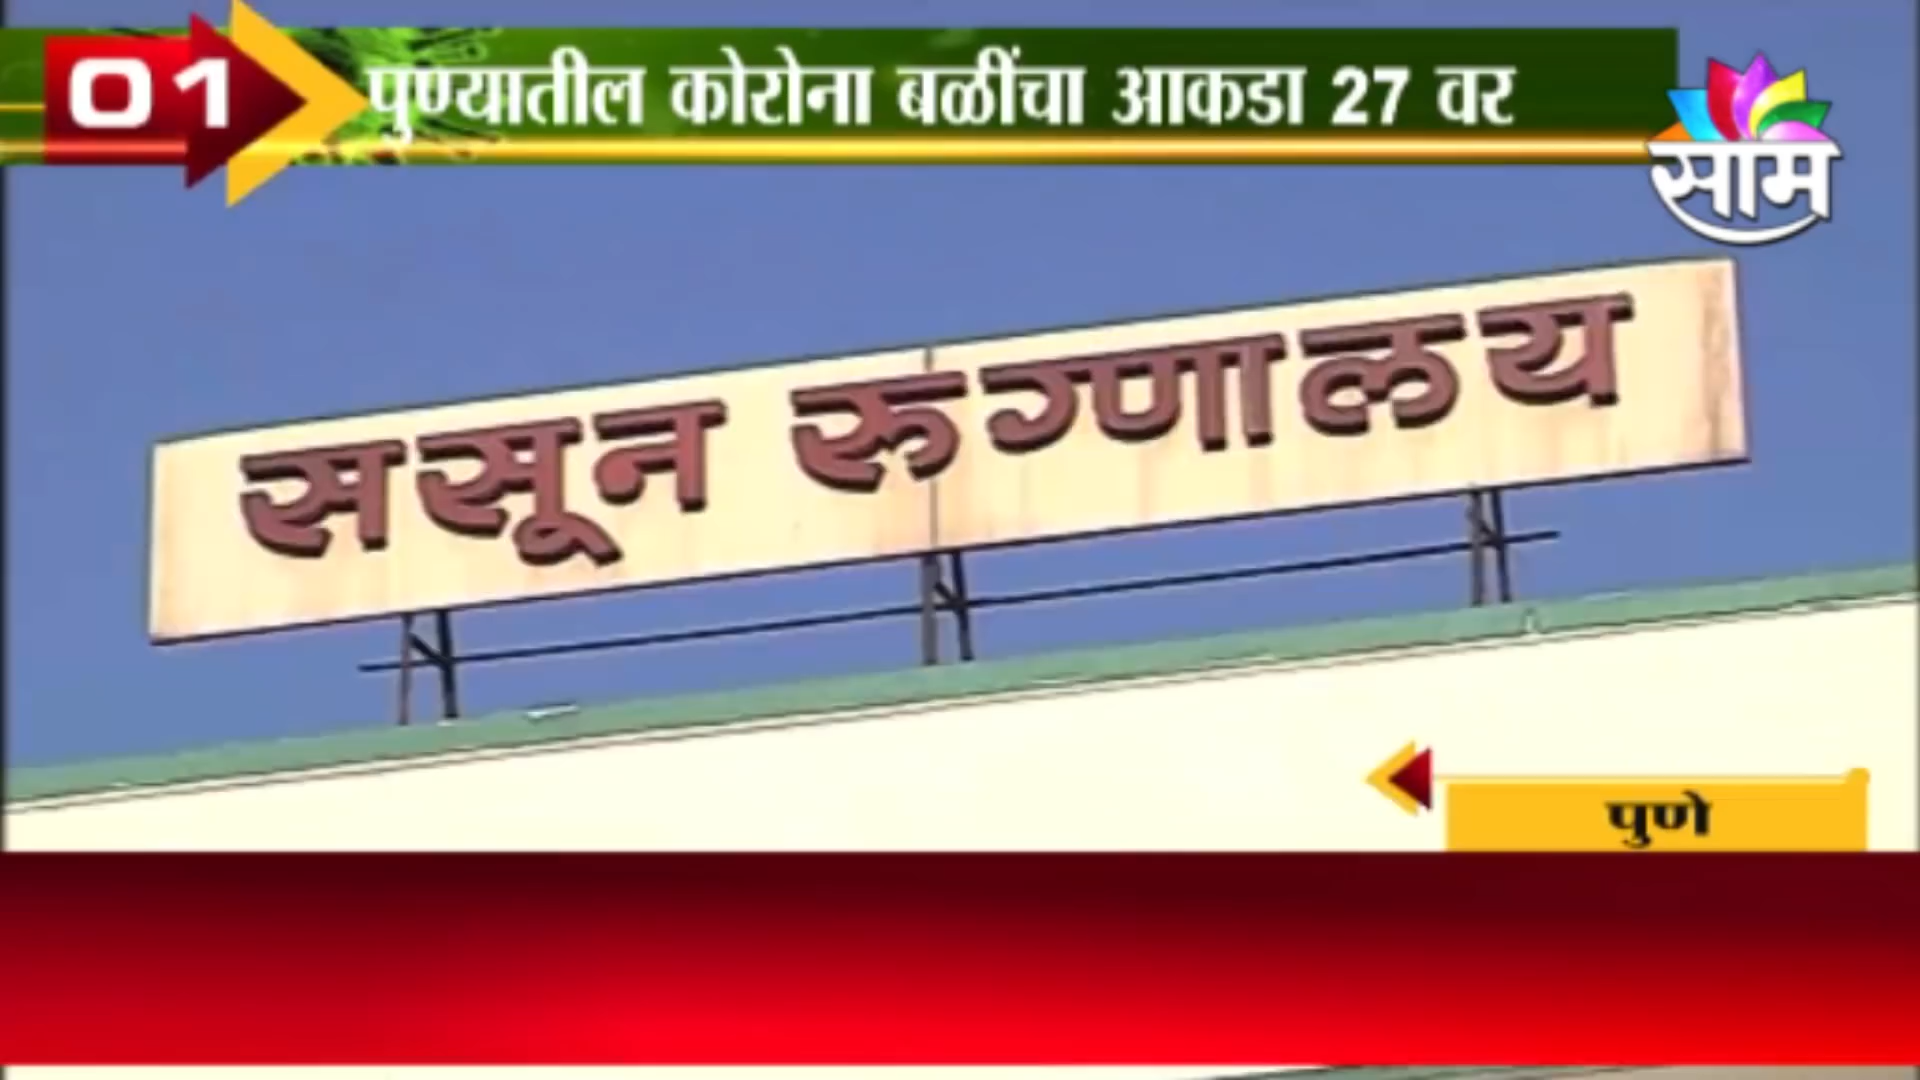 01 पुण्यातील कोरोना बळींचा आकडा 27 वर
साम
ससून रुग्णालय
पुणे